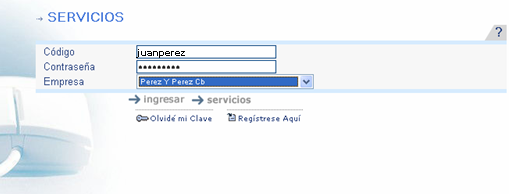 SERVICIOS
?
Código juanperez
Contraseña •••••••••
Empresa Perez Y Perez Cb
ingresar servicios
Olvidé mi Clave Regístrese Aquí